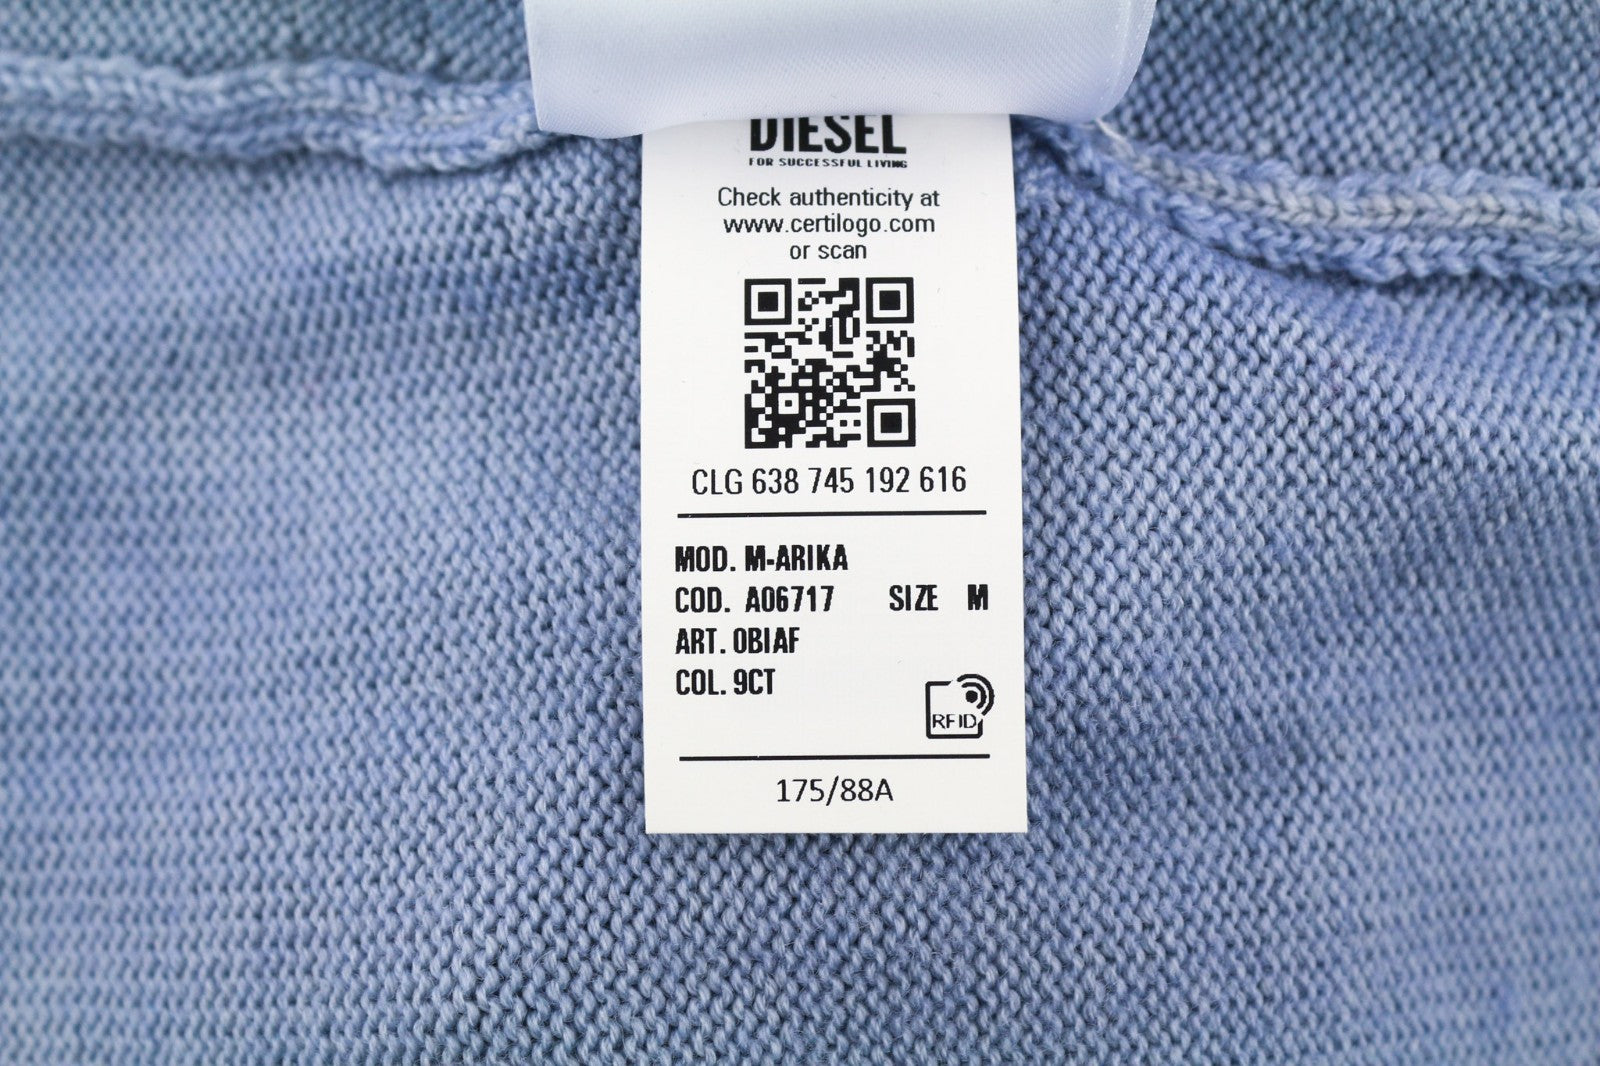 DIESEL
FOR SUCCESSFUL LIVING
Check authenticity at
www.certilogo.com
or scan
CLG 638 745 192 616
MOD. M-ARIKA
COD. A06717 SIZE M
ART. 0BIAF
COL. 9CT
RFID
175/88A